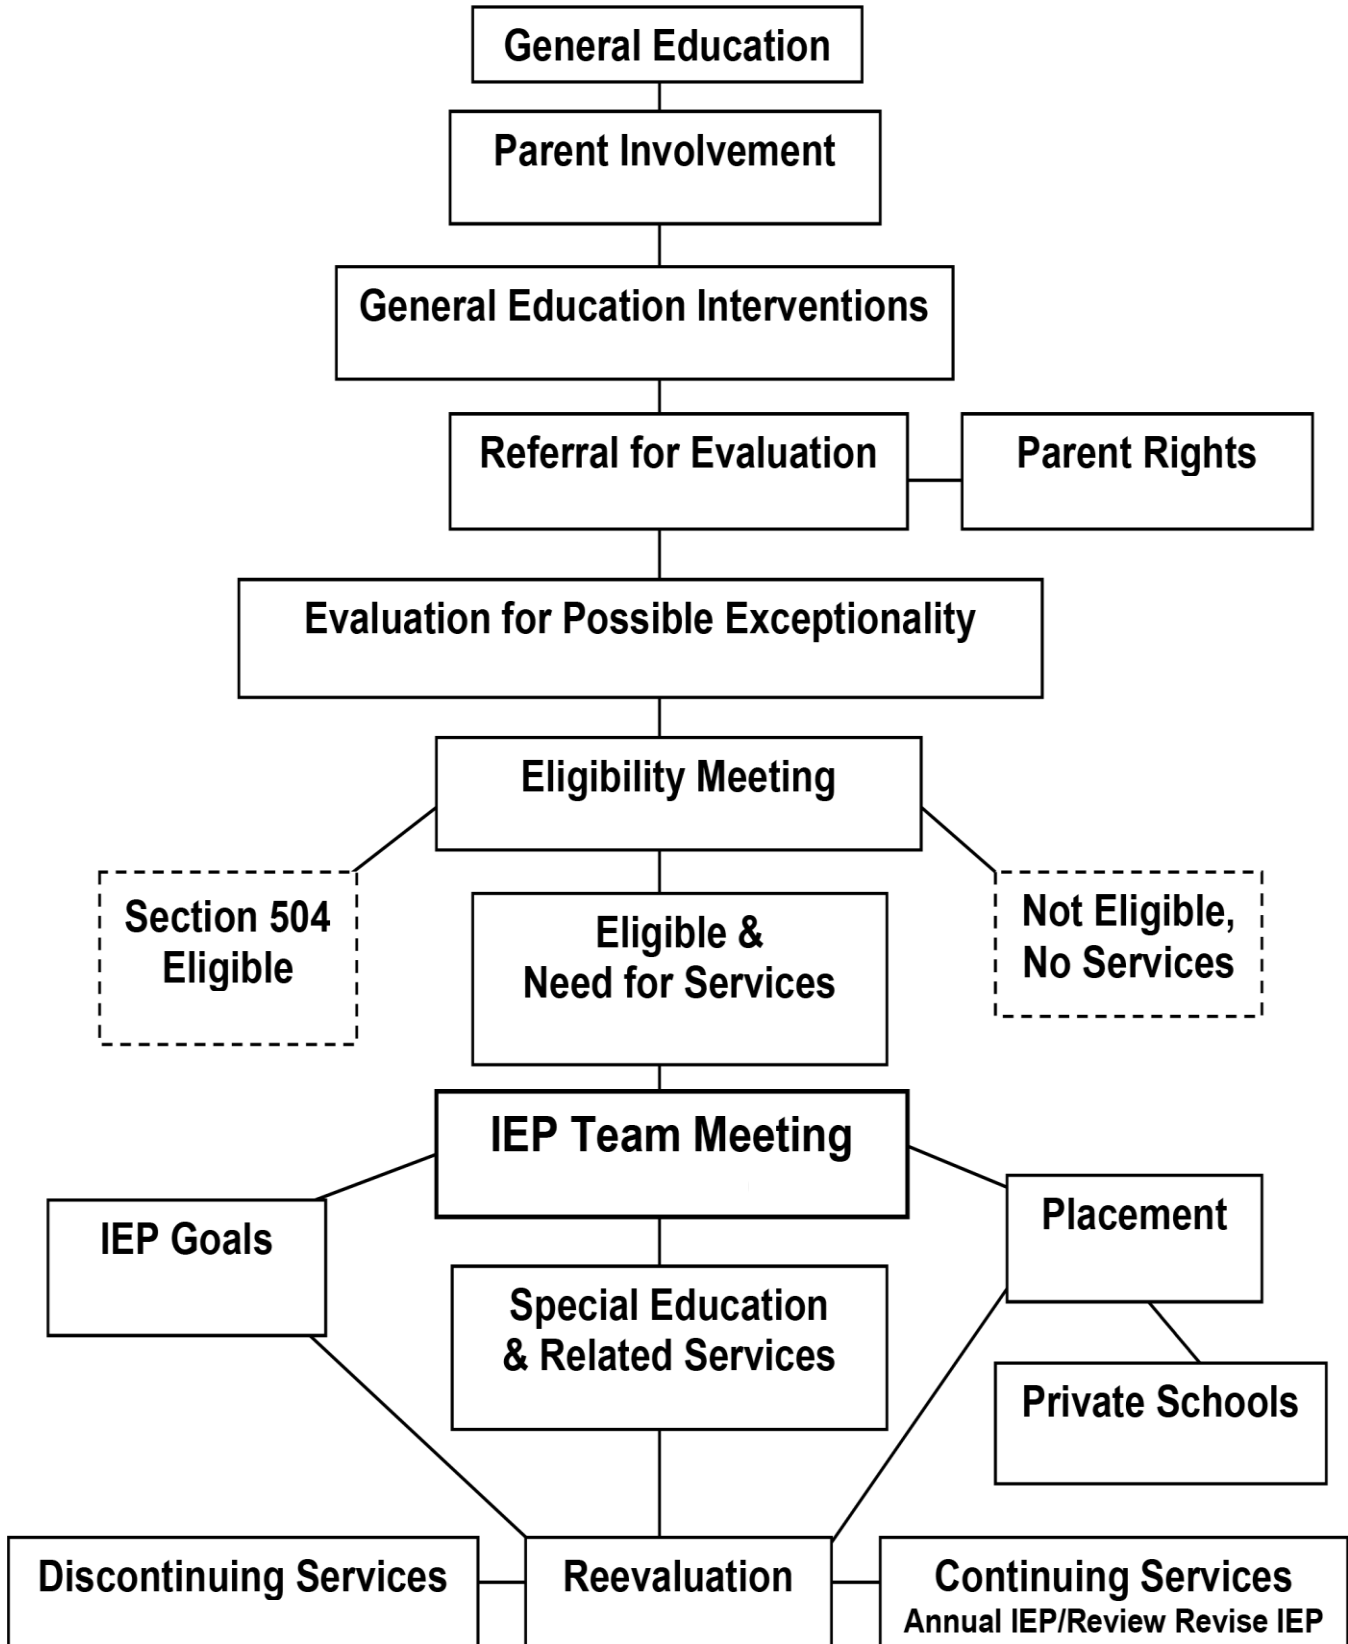 General Education
Parent Involvement
General Education Interventions
Referral for Evaluation
Parent Rights
Evaluation for Possible Exceptionality
Eligibility Meeting
Section 504
Eligible
Eligible &
Need for Services
Not Eligible,
No Services
IEP Team Meeting
IEP Goals
Placement
Special Education
& Related Services
Private Schools
Discontinuing Services
Reevaluation
Continuing Services
Annual IEP/Review Revise IEP